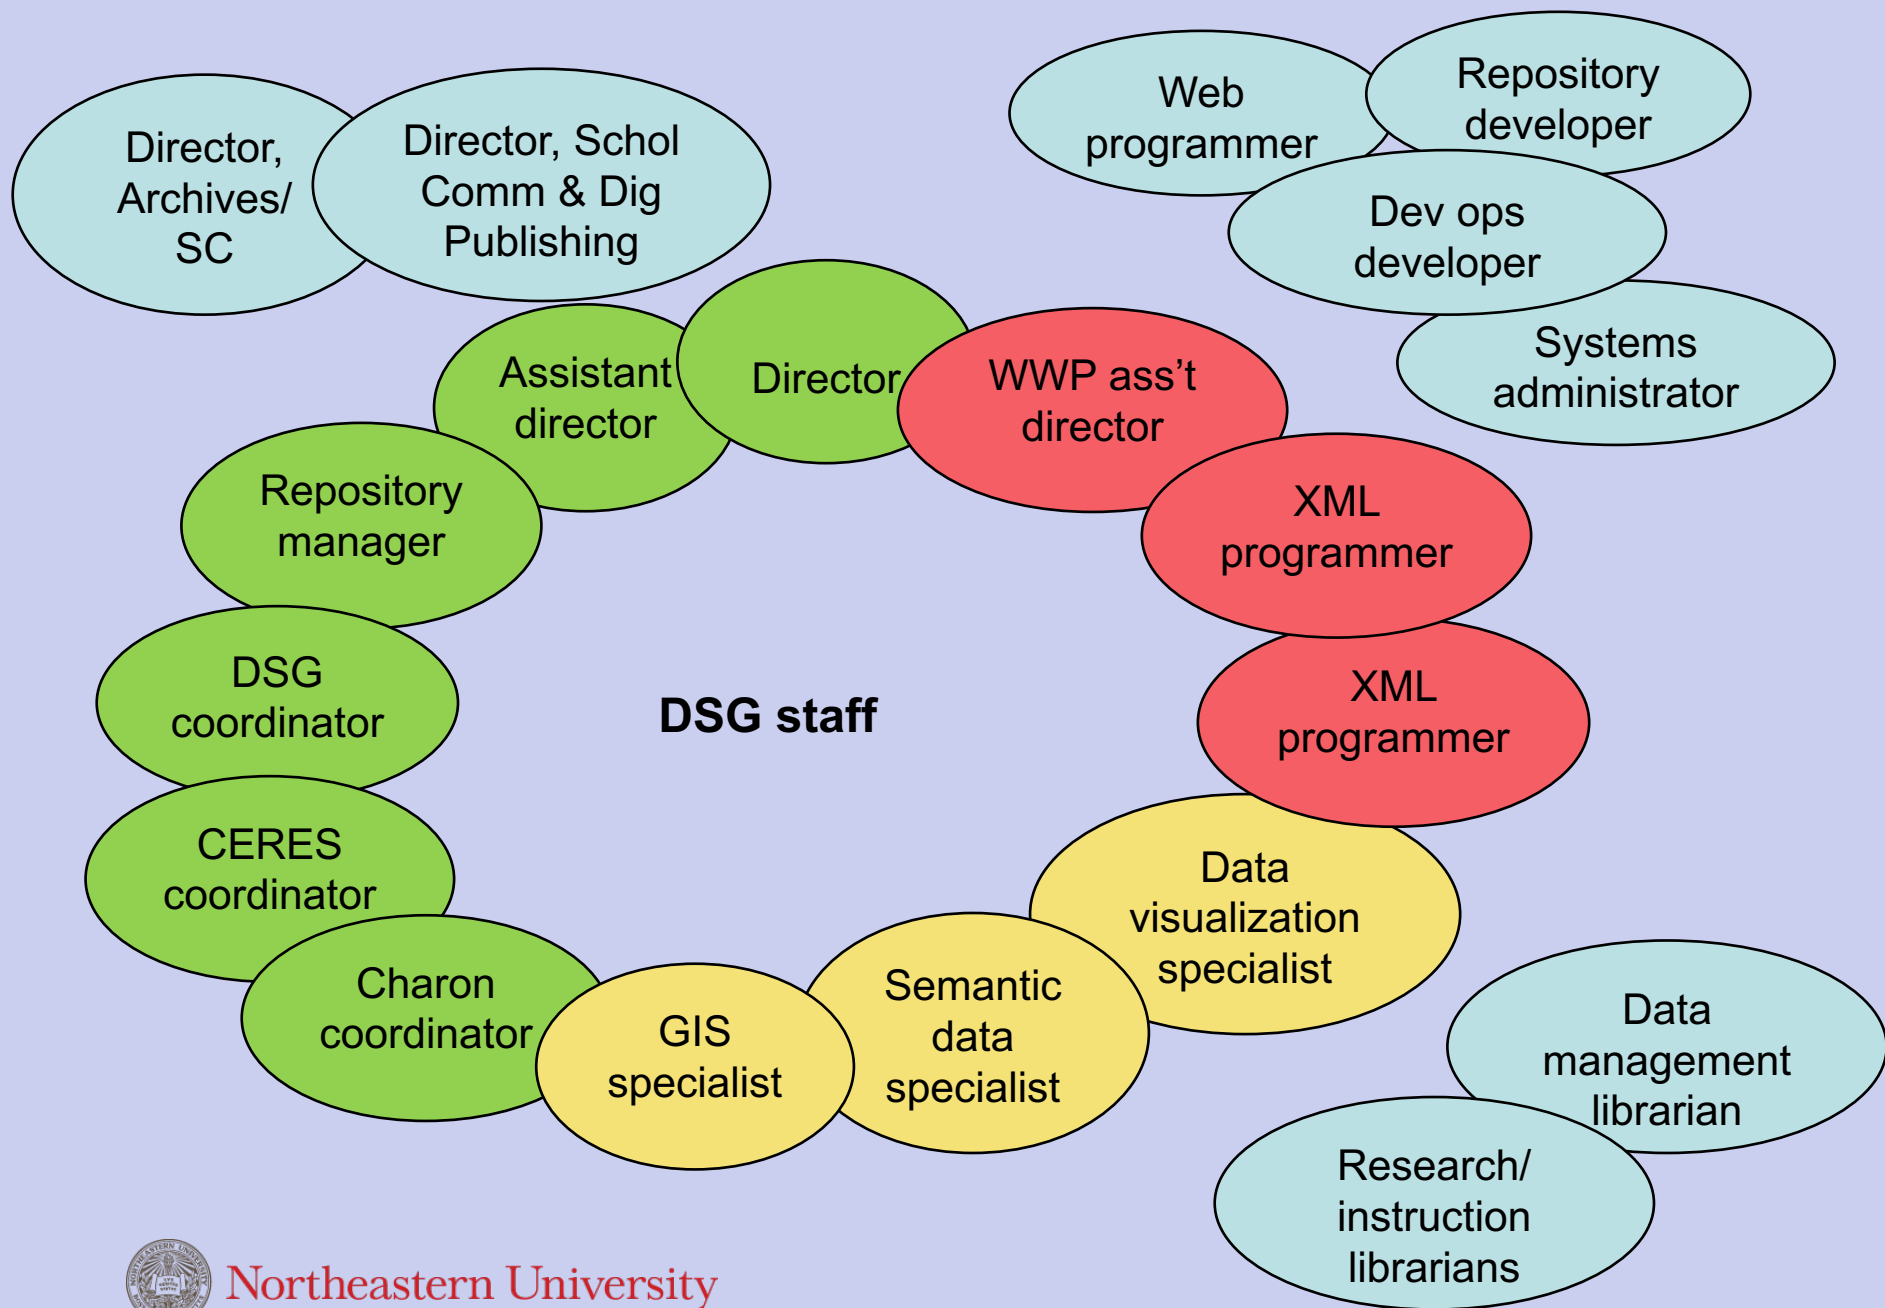 Director,
Archives/
SC
Director, Schol
Comm & Dig
Publishing
Web
programmer
Repository
developer
Dev ops
developer
Systems
administrator
Assistant
director
Director
WWP ass’t
director
Repository
manager
XML
programmer
DSG
coordinator
DSG staff
XML
programmer
CERES
coordinator
Data
visualization
specialist
Charon
coordinator
GIS
specialist
Semantic
data
specialist
Data
management
librarian
Research/
instruction
librarians
Northeastern University